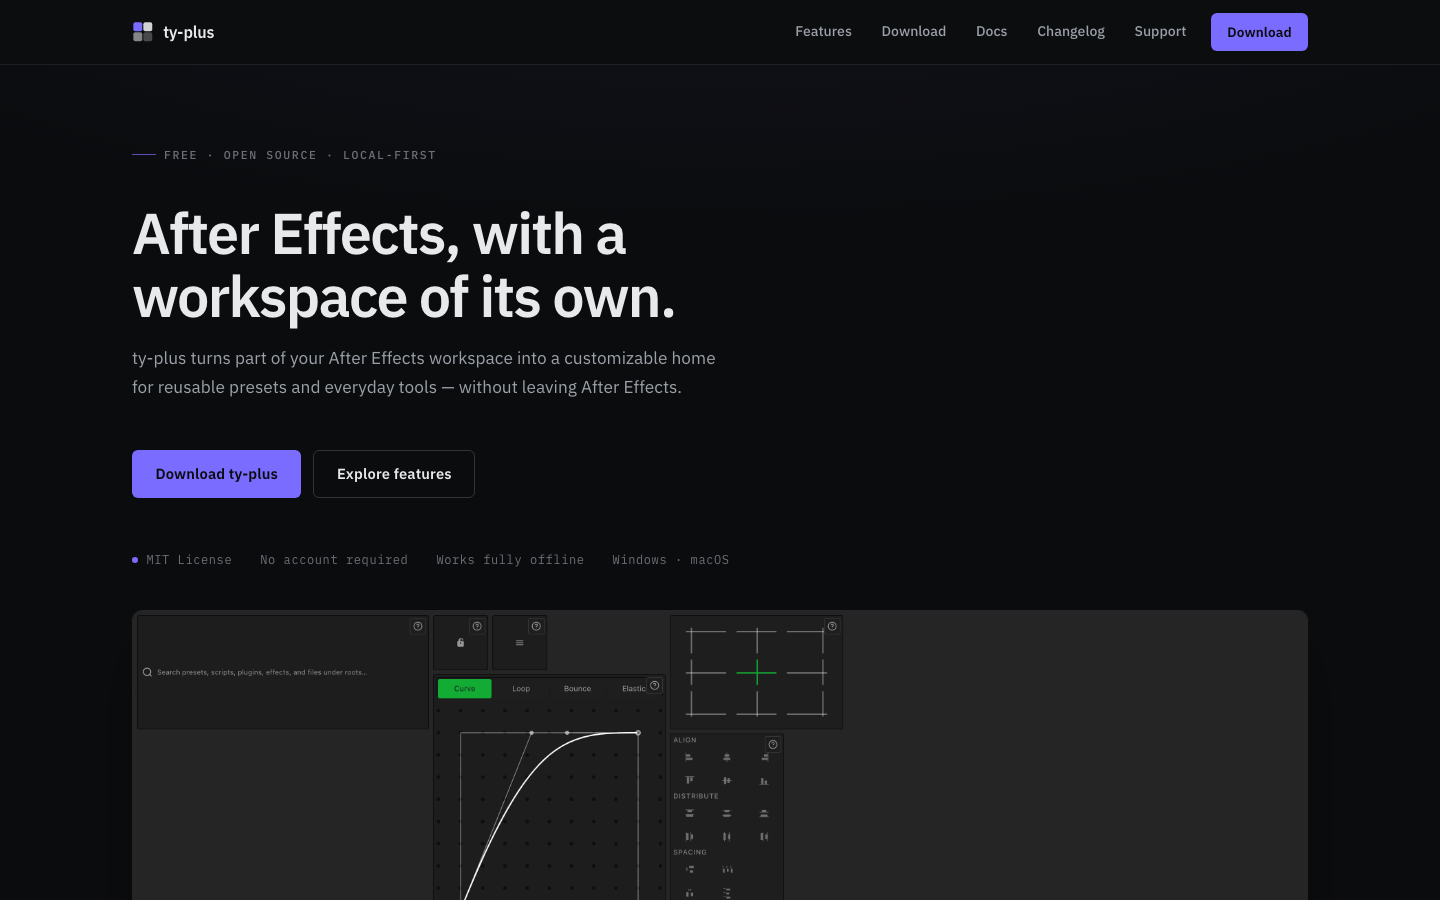 ty-plus
Features
Download
Docs
Changelog
Support
Download
FREE · OPEN SOURCE · LOCAL-FIRST
After Effects, with a
workspace of its own.
ty-plus turns part of your After Effects workspace into a customizable home
for reusable presets and everyday tools — without leaving After Effects.
Download ty-plus
Explore features
MIT License
No account required
Works fully offline
Windows · macOS
Search presets, scripts, plugins, effects, and files under roots...
Curve
Loop
Bounce
Elastic
ALIGN
DISTRIBUTE
SPACING